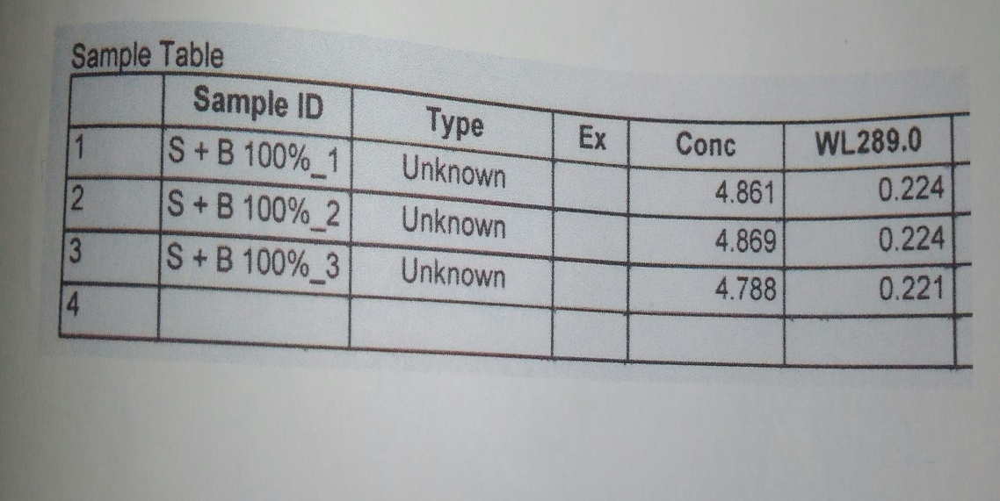 Sample Table
Sample ID Type Ex Conc WL289.0
1 S + B 100%_1 Unknown 4.861 0.224
2 S + B 100%_2 Unknown 4.869 0.224
3 S + B 100%_3 Unknown 4.788 0.221
4